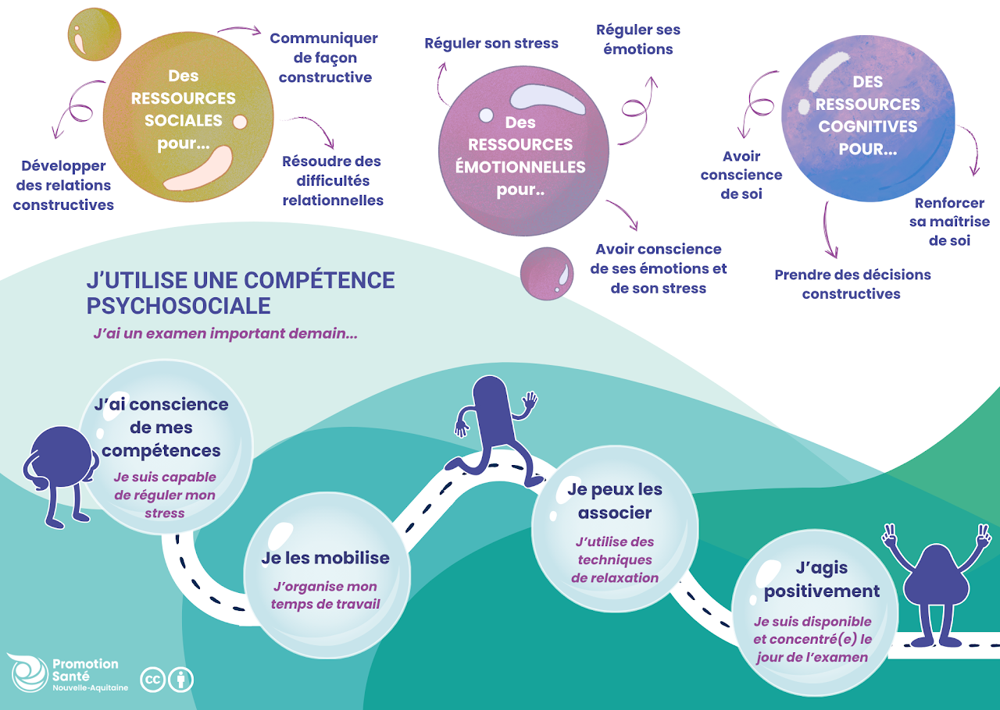 Des
RESSOURCES
SOCIALES
pour...
Communiquer
de façon
constructive
Développer
des relations
constructives
Résoudre des
difficultés
relationnelles
Des
RESSOURCES
ÉMOTIONNELLES
pour..
Réguler son stress
Réguler ses
émotions
Avoir conscience
de ses émotions et
de son stress
DES
RESSOURCES
COGNITIVES
POUR...
Avoir
conscience
de soi
Renforcer
sa maîtrise
de soi
Prendre des décisions
constructives
J'UTILISE UNE COMPÉTENCE
PSYCHOSOCIALE
J'ai un examen important demain...
J'ai conscience
de mes
compétences
Je suis capable
de réguler mon
stress
Je les mobilise
J'organise mon
temps de travail
Je peux les
associer
J'utilise des
techniques
de relaxation
J'agis
positivement
Je suis disponible
et concentré(e) le
jour de l'examen
Promotion
Santé
Nouvelle-Aquitaine
cc